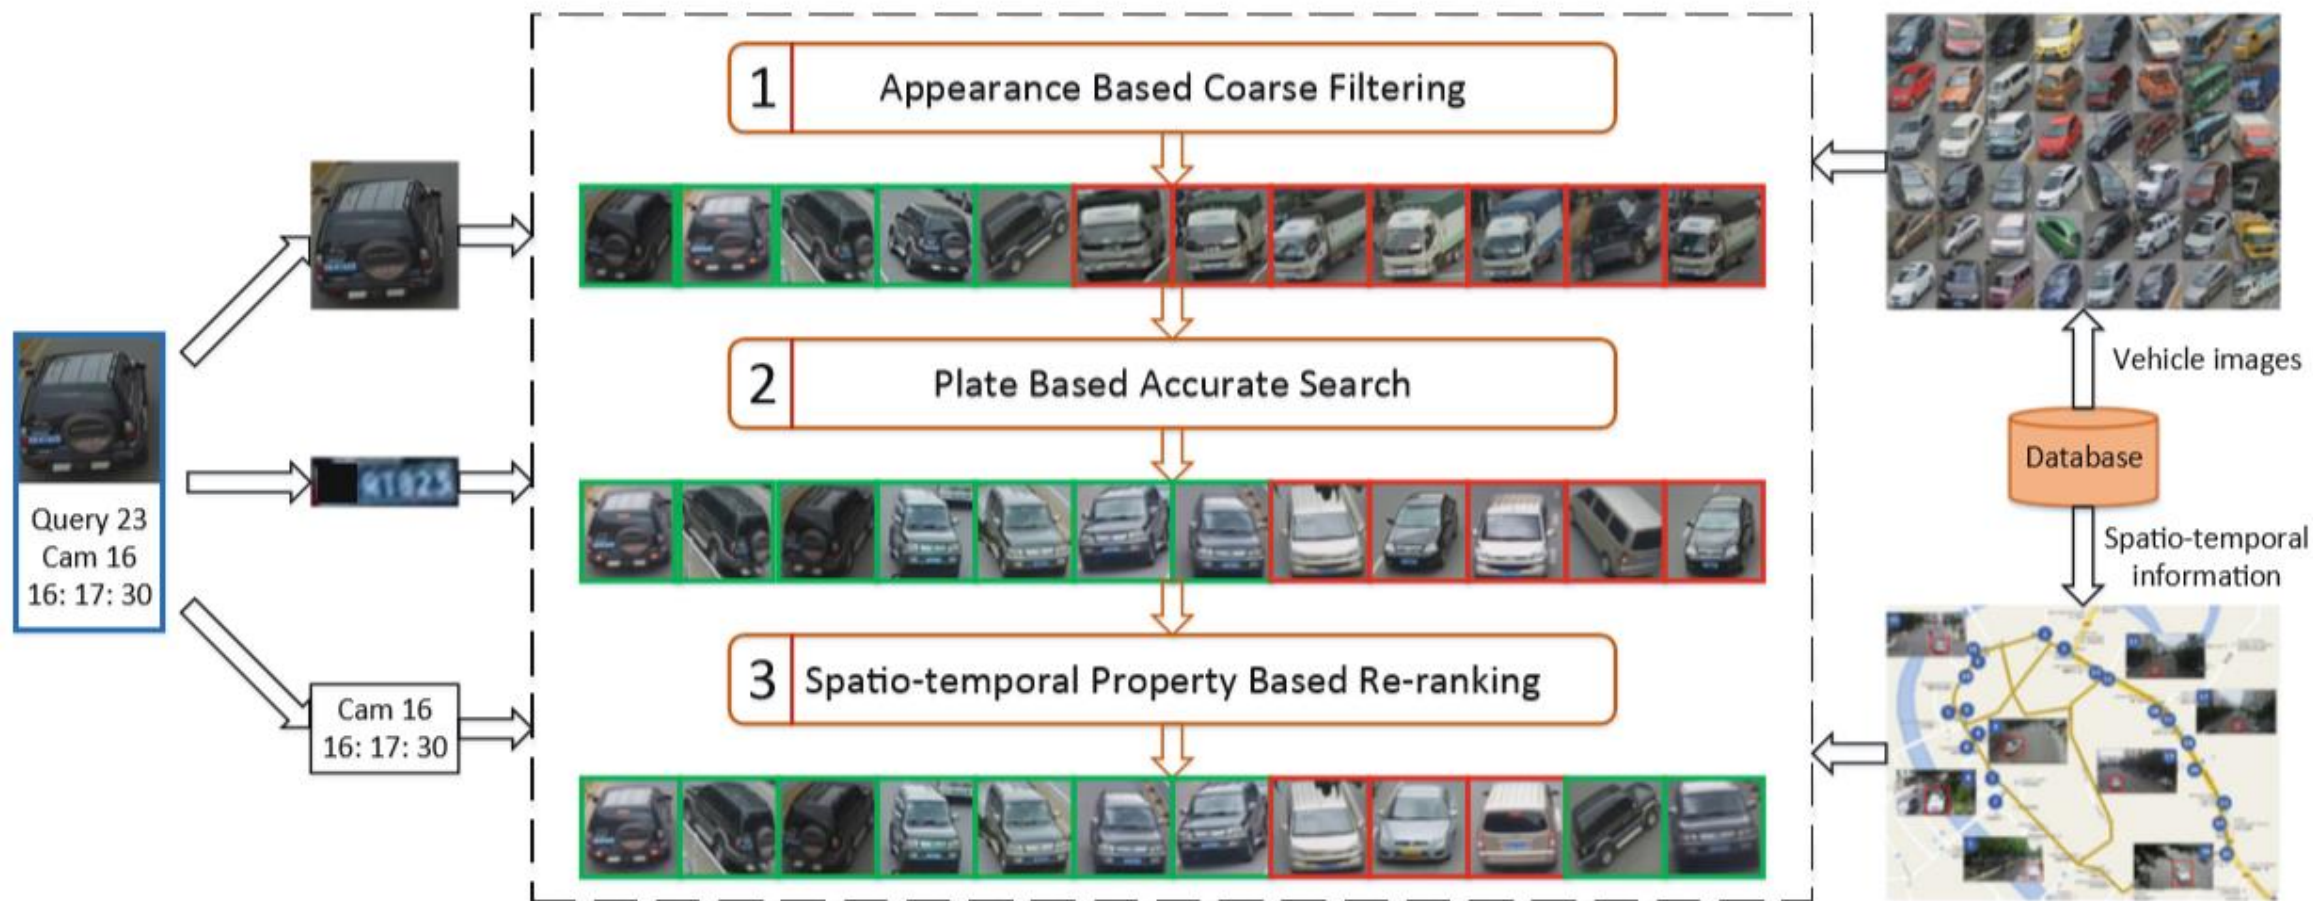 1 Appearance Based Coarse Filtering
2 Plate Based Accurate Search
3 Spatio-temporal Property Based Re-ranking
Query 23
Cam 16
16: 17: 30
Cam 16
16: 17: 30
Vehicle images
Database
Spatio-temporal
information